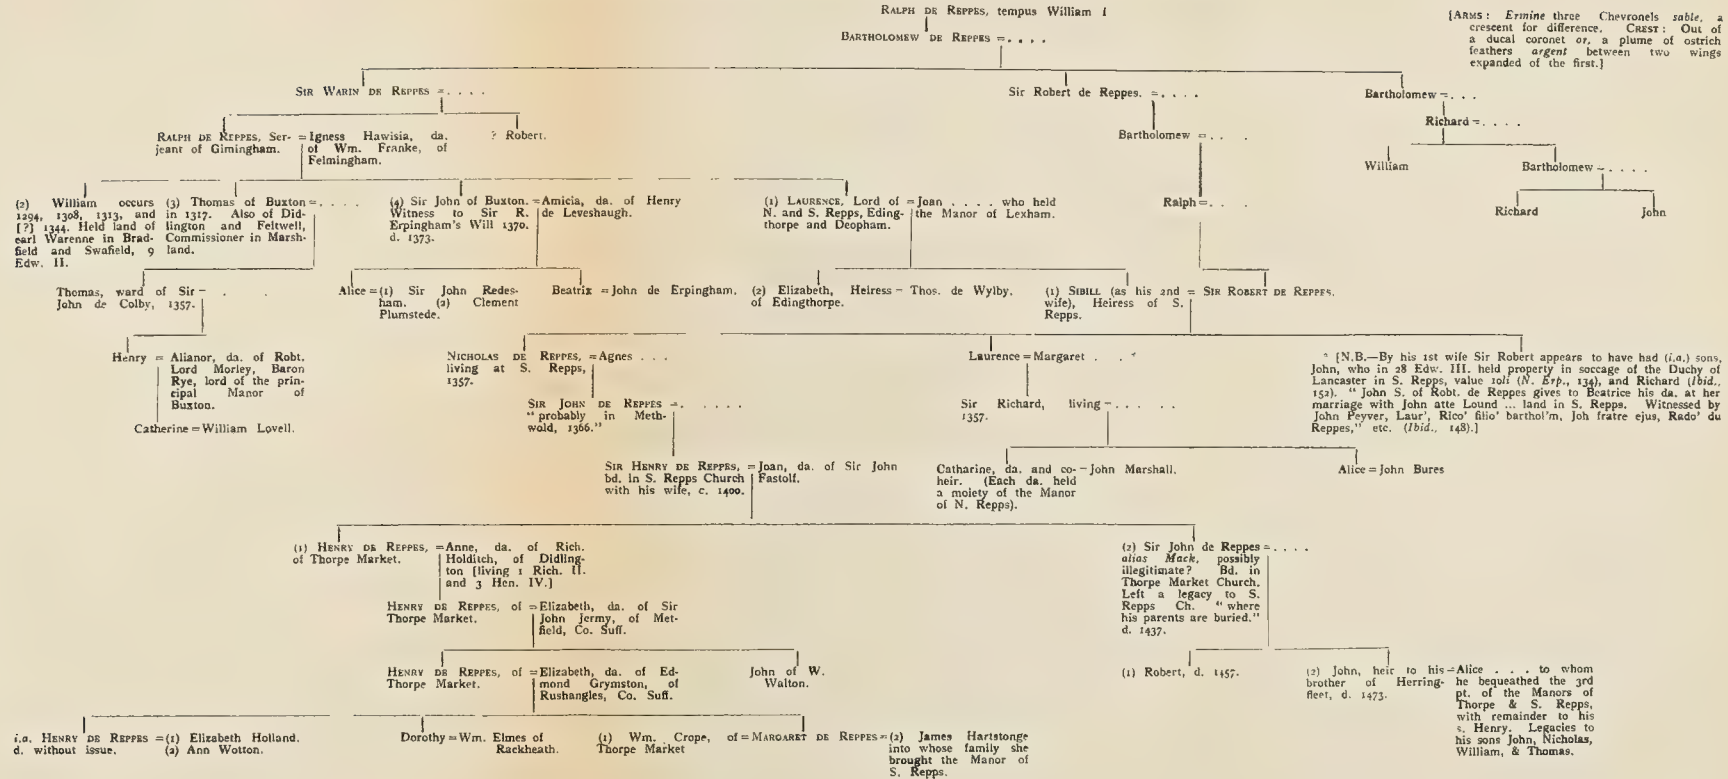 RALPH DE REPPES, tempus William I
BARTHOLOMEW DE REPPES = . . . .
[ARMS : Ermine three Chevronels sable, a
crescent for difference. CREST : Out of
a ducal coronet or, a plume of ostrich
feathers argent between two wings
expanded of the first.]
SIR WARIN DE REPPES = . . . .
Sir Robert de Reppes. = . . . .
Bartholomew = . . .
RALPH DE REPPES, Ser-
jeant of Gimingham.
= Igness Hawisia, da.
of Wm. Franke, of
Felmingham.
? Robert.
Bartholomew = . . .
Richard = . . . .
William
Bartholomew = . . . .
(2) William occurs
1294, 1308, 1313, and
[?] 1344. Held land of
earl Warenne in Brad-
field and Swafield, 9
Edw. II.
(3) Thomas of Buxton = . . . .
in 1317. Also of Did-
lington and Feltwell,
Commissioner in Marsh-
land.
(4) Sir John of Buxton.
Witness to Sir R.
Erpingham's Will 1370.
d. 1373.
= Amicia, da. of Henry
de Leveshaugh.
(1) LAURENCE, Lord of
N. and S. Repps, Eding-
thorpe and Deopham.
= Joan . . . . who held
the Manor of Lexham.
Ralph = . . .
Richard
John
Thomas, ward of Sir – . .
John de Colby, 1357.
Alice = (1) Sir John Redes-
ham. (2) Clement
Plumstede.
Beatrix = John de Erpingham.
(2) Elizabeth, Heiress – Thos. de Wylby.
of Edingthorpe.
(1) SIBILL (as his 2nd = SIR ROBERT DE REPPES.
wife), Heiress of S.
Repps.
Henry = Alianor, da. of Robt.
Lord Morley, Baron
Rye, lord of the prin-
cipal Manor of
Buxton.
NICHOLAS DE REPPES, = Agnes . . .
living at S. Repps,
1357.
Laurence = Margaret . . *
* [N.B.—By his 1st wife Sir Robert appears to have had (i.a.) sons,
John, who in 28 Edw. III. held property in soccage of the Duchy of
Lancaster in S. Repps, value 10li (N. Erp., 134), and Richard (Ibid.,
152). " John S. of Robt. de Reppes gives to Beatrice his da. at her
marriage with John atte Lound ... land in S. Repps. Witnessed by
John Peyver, Laur', Rico' filio' barthol'm, Joh fratre ejus, Rado' du
Reppes," etc. (Ibid., 148).]
SIR JOHN DE REPPES = . . . . .
" probably in Meth-
wold, 1366."
Sir Richard, living – . . . . .
1357.
Catherine = William Lovell.
SIR HENRY DE REPPES,
bd. in S. Repps Church
with his wife, c. 1400.
= Joan, da. of Sir John
Fastolf.
Catharine, da. and co- – John Marshall.
heir. (Each da. held
a moiety of the Manor
of N. Repps).
Alice = John Bures
(1) HENRY DE REPPES,
of Thorpe Market.
= Anne, da. of Rich.
Holditch, of Didling-
ton [living 1 Rich. II.
and 3 Hen. IV.]
(2) Sir John de Reppes = . . . .
alias Mack, possibly
illegitimate? Bd. in
Thorpe Market Church.
Left a legacy to S.
Repps Ch. " where
his parents are buried."
d. 1437.
HENRY DE REPPES, of
Thorpe Market.
= Elizabeth, da. of Sir
John Jermy, of Met-
field, Co. Suff.
HENRY DE REPPES, of
Thorpe Market.
= Elizabeth, da. of Ed-
mond Grymston, of
Rushangles, Co. Suff.
John of W.
Walton.
(1) Robert, d. 1457.
(2) John, heir to his
brother of Herring-
fleet, d. 1473.
= Alice . . . to whom
he bequeathed the 3rd
pt. of the Manors of
Thorpe & S. Repps,
with remainder to his
s. Henry. Legacies to
his sons John, Nicholas,
William, & Thomas.
i.a. HENRY DE REPPES
d. without issue.
= (1) Elizabeth Holland.
(2) Ann Wotton.
Dorothy = Wm. Elmes of
Rackheath.
(1) Wm. Crope, of
Thorpe Market
= MARGARET DE REPPES = (2) James Hartstonge
into whose family she
brought the Manor of
S. Repps.